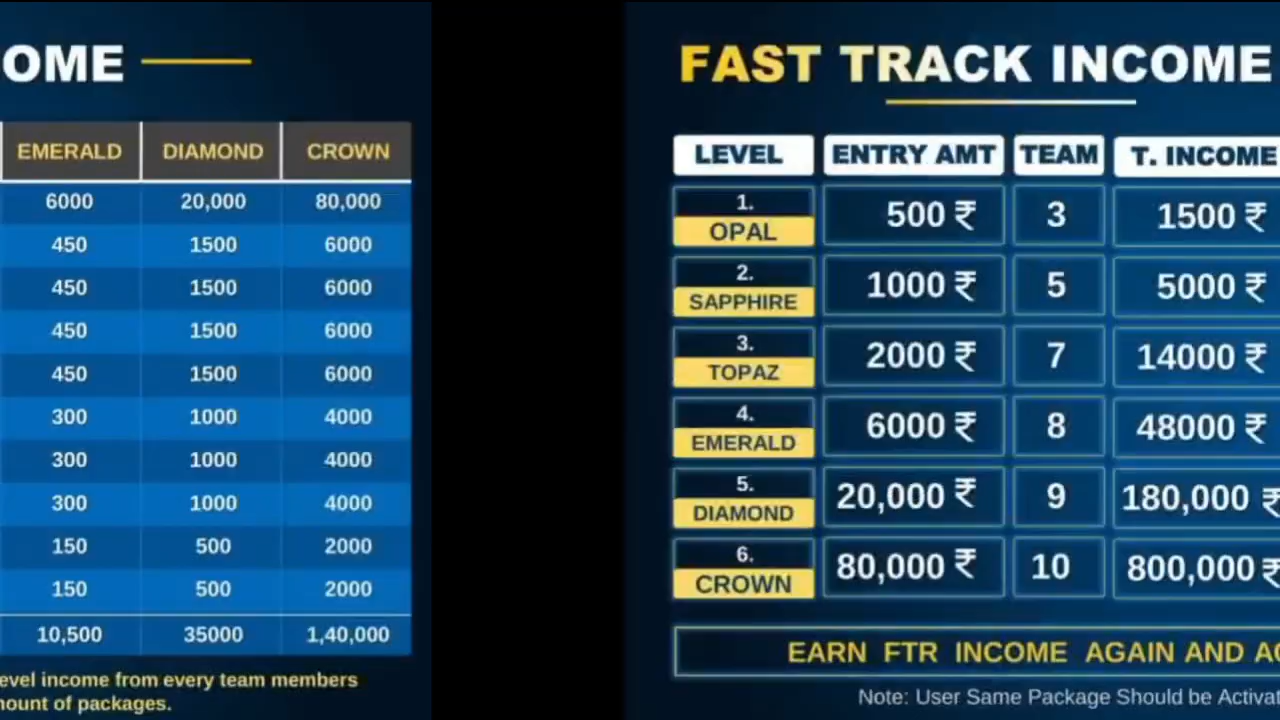 OME
EMERALD DIAMOND CROWN
6000 20,000 80,000
450 1500 6000
450 1500 6000
450 1500 6000
450 1500 6000
300 1000 4000
300 1000 4000
300 1000 4000
150 500 2000
150 500 2000
10,500 35000 1,40,000
evel income from every team members
nount of packages.
FAST TRACK INCOME
LEVEL ENTRY AMT TEAM T. INCOME
1.
OPAL 500 ₹ 3 1500 ₹
2.
SAPPHIRE 1000 ₹ 5 5000 ₹
3.
TOPAZ 2000 ₹ 7 14000 ₹
4.
EMERALD 6000 ₹ 8 48000 ₹
5.
DIAMOND 20,000 ₹ 9 180,000 ₹
6.
CROWN 80,000 ₹ 10 800,000 ₹
EARN FTR INCOME AGAIN AND
Note: User Same Package Should be Activat